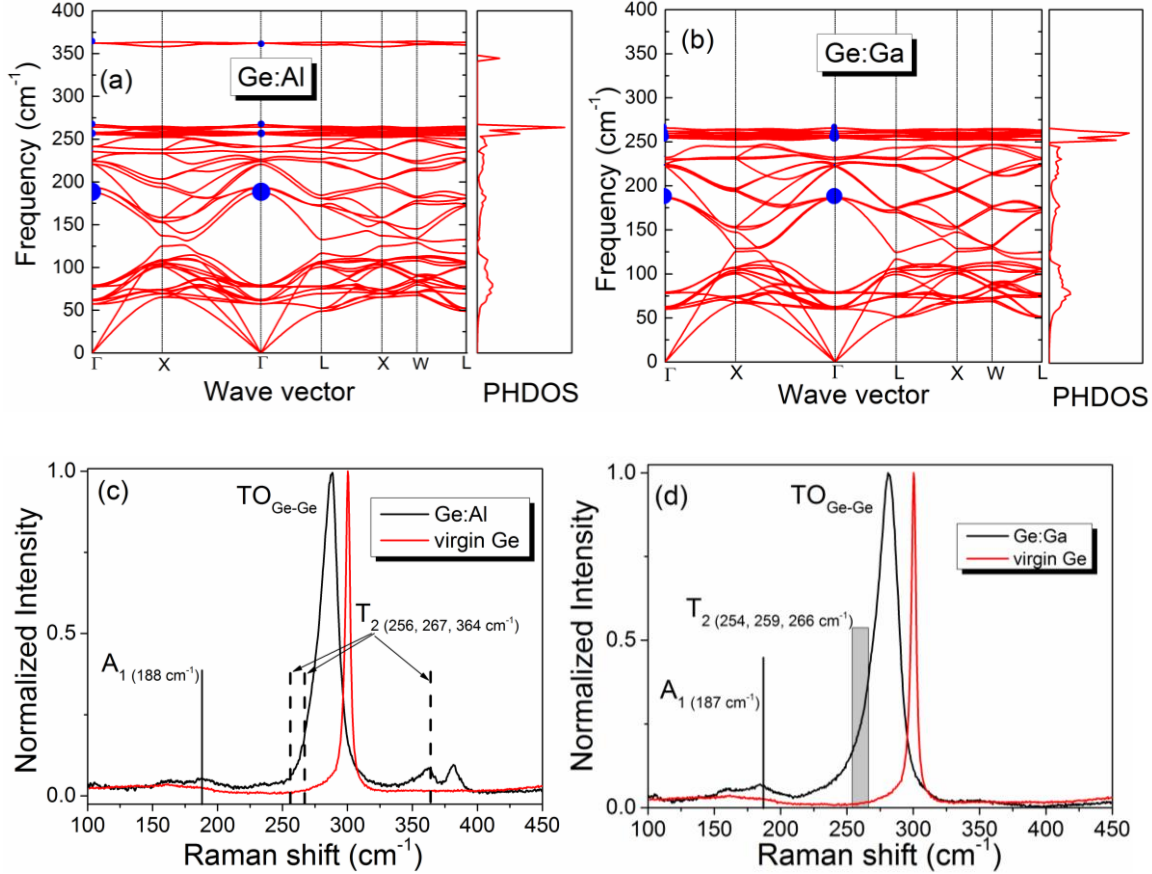 (a)
Ge:Al
Frequency (cm⁻¹)
400
350
300
250
200
150
100
50
0
Γ X Γ L X W L
Wave vector
PHDOS
(b)
Ge:Ga
Frequency (cm⁻¹)
400
350
300
250
200
150
100
50
0
Γ X Γ L X W L
Wave vector
PHDOS
(c)
TO Ge-Ge
Ge:Al
virgin Ge
T2 (256, 267, 364 cm⁻¹)
A1 (188 cm⁻¹)
Normalized Intensity
1.0
0.5
0.0
100 150 200 250 300 350 400 450
Raman shift (cm⁻¹)
(d)
TO Ge-Ge
Ge:Ga
virgin Ge
T2 (254, 259, 266 cm⁻¹)
A1 (187 cm⁻¹)
Normalized Intensity
1.0
0.5
0.0
100 150 200 250 300 350 400 450
Raman shift (cm⁻¹)